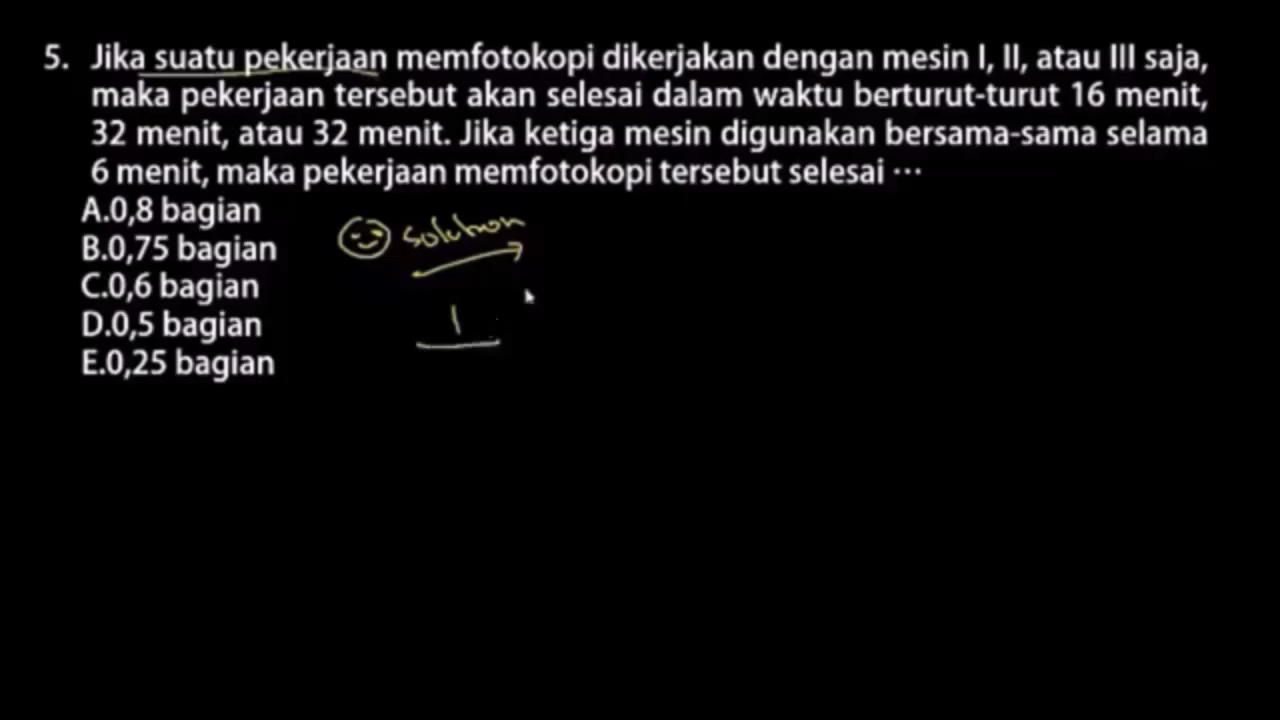 5. Jika suatu pekerjaan memfotokopi dikerjakan dengan mesin I, II, atau III saja,
maka pekerjaan tersebut akan selesai dalam waktu berturut-turut 16 menit,
32 menit, atau 32 menit. Jika ketiga mesin digunakan bersama-sama selama
6 menit, maka pekerjaan memfotokopi tersebut selesai ⋯
A.0,8 bagian
B.0,75 bagian
C.0,6 bagian
D.0,5 bagian
E.0,25 bagian
solution
1